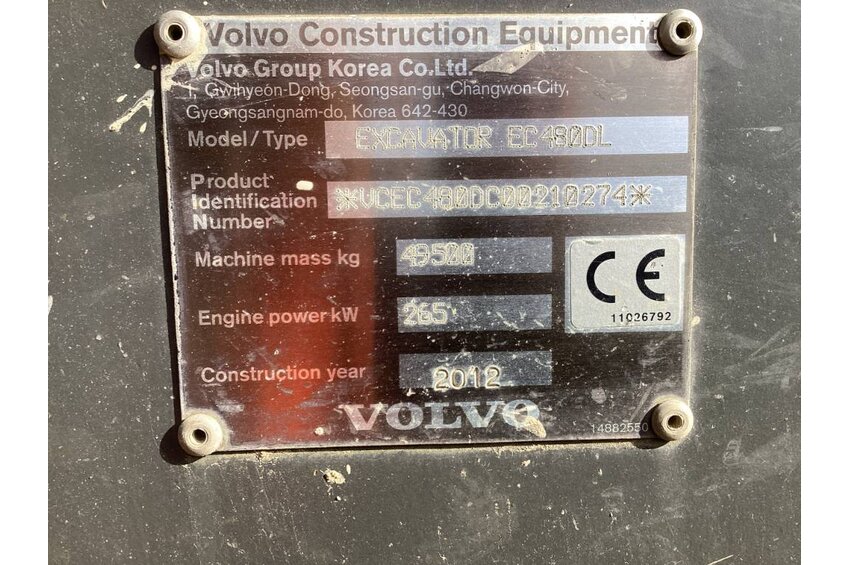 Volvo Construction Equipment
Volvo Group Korea Co.Ltd.
1, Gwihyeon-Dong, Seongsan-gu, Changwon-City,
Gyeongsangnam-do, Korea 642-430
Model/Type EXCAVATOR EC480DL
Product
Identification *VCEC480DC00210274*
Number
Machine mass kg 49500
CE
Engine power kW 265
11026792
Construction year 2012
VOLVO
14882550